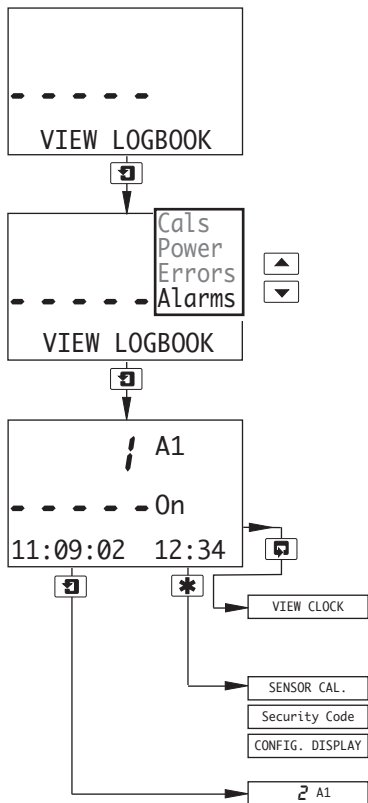 - - - - -
VIEW LOGBOOK
Cals
Power
Errors
Alarms
- - - - -
VIEW LOGBOOK
1 A1
- - - - - On
11:09:02 12:34
VIEW CLOCK
SENSOR CAL.
Security Code
CONFIG. DISPLAY
2 A1